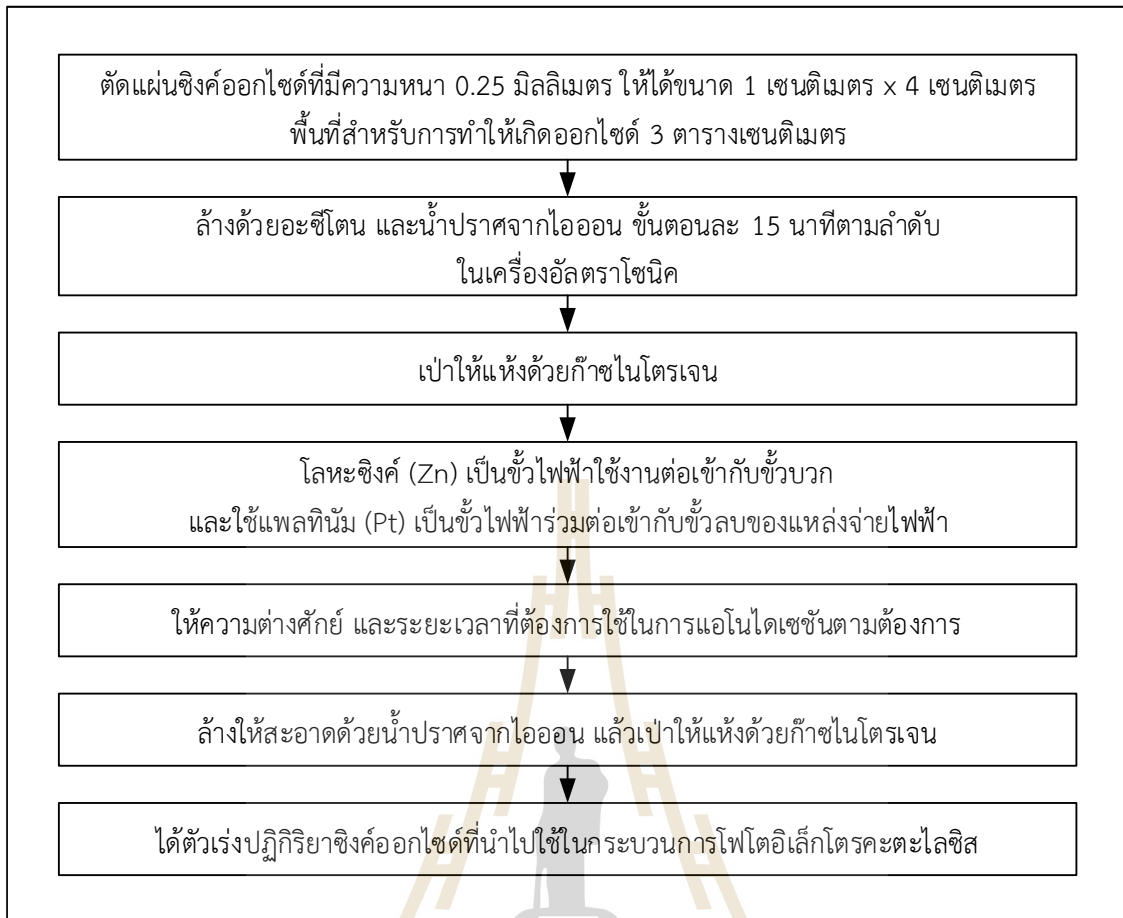 ตัดแผ่นซิงค์ออกไซด์ที่มีความหนา 0.25 มิลลิเมตร ให้ได้ขนาด 1 เซนติเมตร x 4 เซนติเมตร
พื้นที่สำหรับการทำให้เกิดออกไซด์ 3 ตารางเซนติเมตร
ล้างด้วยอะซีโตน และน้ำปราศจากไอออน ขั้นตอนละ 15 นาทีตามลำดับ
ในเครื่องอัลตราโซนิค
เป่าให้แห้งด้วยก๊าซไนโตรเจน
โลหะซิงค์ (Zn) เป็นขั้วไฟฟ้าใช้งานต่อเข้ากับขั้วบวก
และใช้แพลทินัม (Pt) เป็นขั้วไฟฟ้าร่วมต่อเข้ากับขั้วลบของแหล่งจ่ายไฟฟ้า
ให้ความต่างศักย์ และระยะเวลาที่ต้องการใช้ในการแอโนไดเซชันตามต้องการ
ล้างให้สะอาดด้วยน้ำปราศจากไอออน แล้วเป่าให้แห้งด้วยก๊าซไนโตรเจน
ได้ตัวเร่งปฏิกิริยาซิงค์ออกไซด์ที่นำไปใช้ในกระบวนการโฟโตอิเล็กโตรคะตะไลซิส